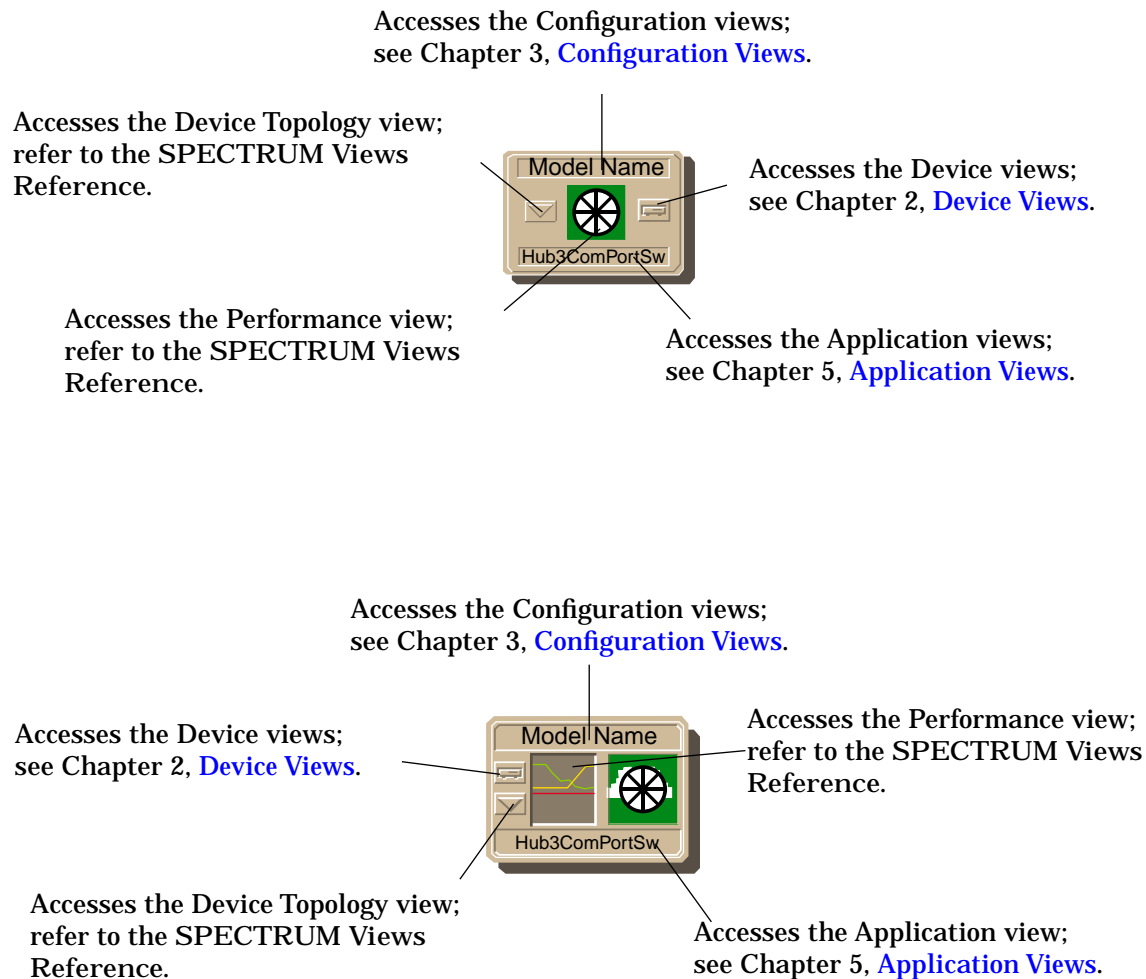 Accesses the Configuration views;
see Chapter 3, Configuration Views.
Accesses the Device Topology view;
refer to the SPECTRUM Views
Reference.
Model Name
Hub3ComPortSw
Accesses the Device views;
see Chapter 2, Device Views.
Accesses the Performance view;
refer to the SPECTRUM Views
Reference.
Accesses the Application views;
see Chapter 5, Application Views.
Accesses the Configuration views;
see Chapter 3, Configuration Views.
Accesses the Device views;
see Chapter 2, Device Views.
Model Name
Hub3ComPortSw
Accesses the Performance view;
refer to the SPECTRUM Views
Reference.
Accesses the Device Topology view;
refer to the SPECTRUM Views
Reference.
Accesses the Application view;
see Chapter 5, Application Views.